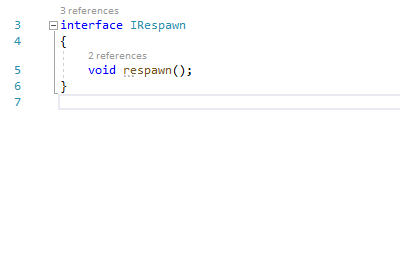 3 references
3 interface IRespawn
4 {
2 references
5 void respawn();
6 }
7